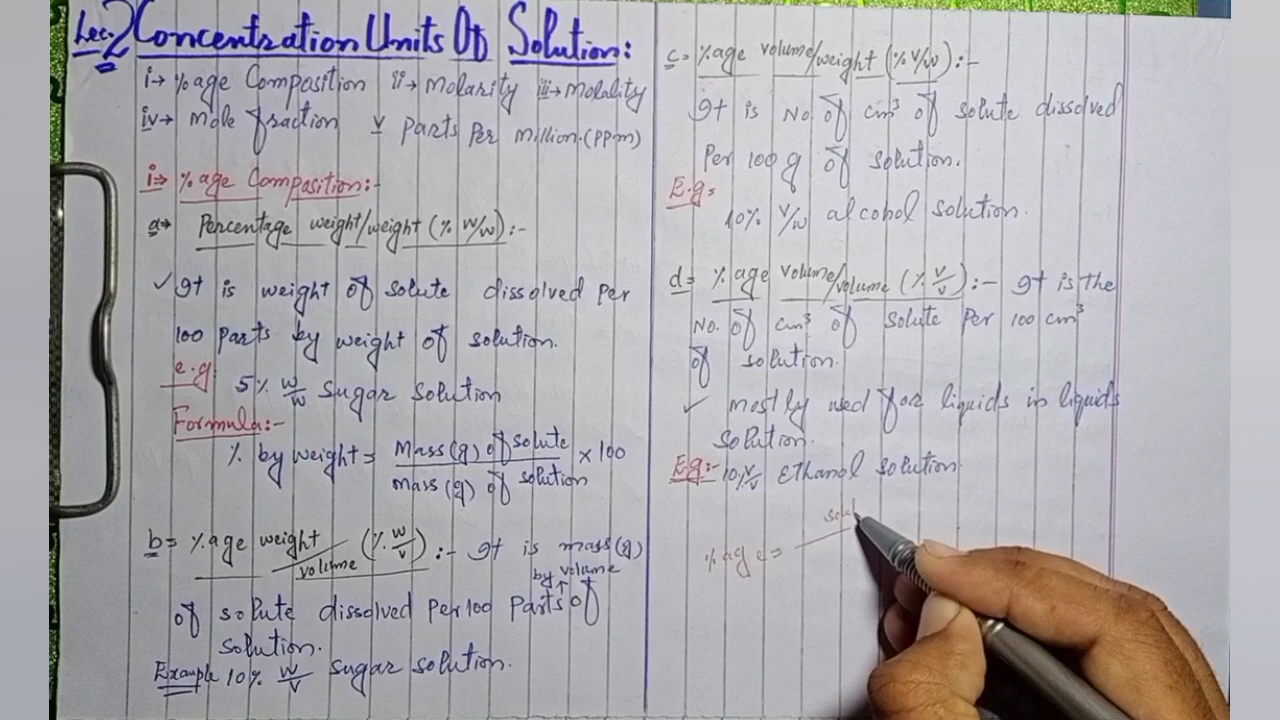 Lec.2 Concentration Units Of Solution:
i→ %age Composition ii→ Molarity iii→ Molality
iv→ Mole fraction v Parts Per Million.(PPm)
i→ %age Composition:-
a→ Percentage weight/weight (% W/W):-
✓ It is weight of solute dissolved Per
100 Parts by weight of solution.
e.g
5% W/W Sugar Solution
Formula:-
% by weight = Mass (g) of solute / Mass (g) of solution × 100
b= %age weight/volume (% W/V):- It is mass (g)
by volume
of solute dissolved Per 100 Parts of
solution.
Example 10% W/V sugar solution.
c= %age volume/weight (% V/W):-
It is No of cm³ of solute dissolved
Per 100 g of solution.
E.g=
10% V/W alcohol solution.
d= %age volume/volume (% V/V):- It is the
No. of cm³ of solute Per 100 cm³
of solution.
✓ Mostly used for liquids in liquids
solution.
E.g:- 10% V/V Ethanol solution.
%age =